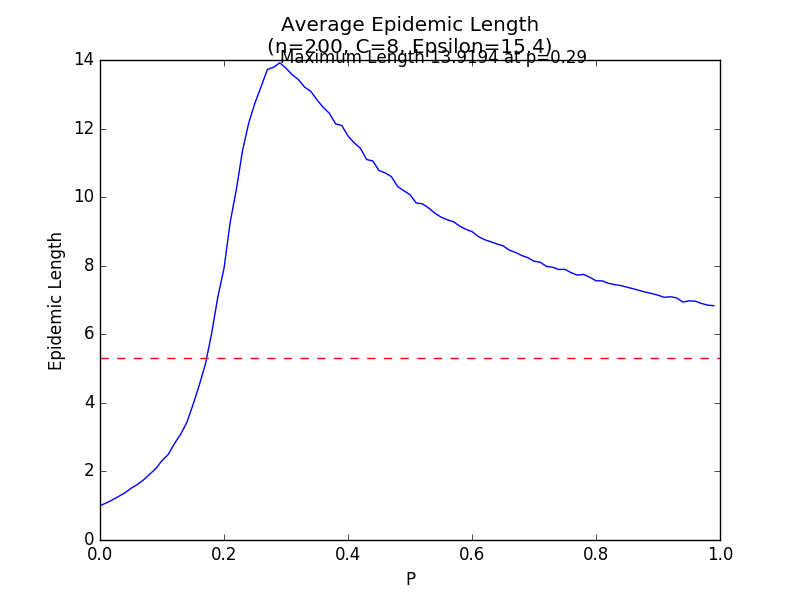 Average Epidemic Length
(n=200, C=8, Epsilon=15.4)
Maximum Length 13.9194 at p=0.29
14
12
10
8
6
4
2
0
Epidemic Length
0.0 0.2 0.4 0.6 0.8 1.0
P